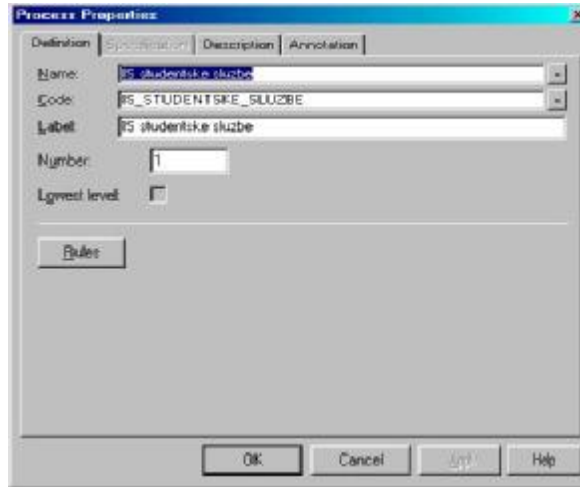 Process Properties
Definition Specification Description Annotation
Name: IS studentske sluzbe
Code: IS_STUDENTSKE_SLUZBE
Label: IS studentske sluzbe
Number: 1
Lowest level:
Rules
OK Cancel Apply Help